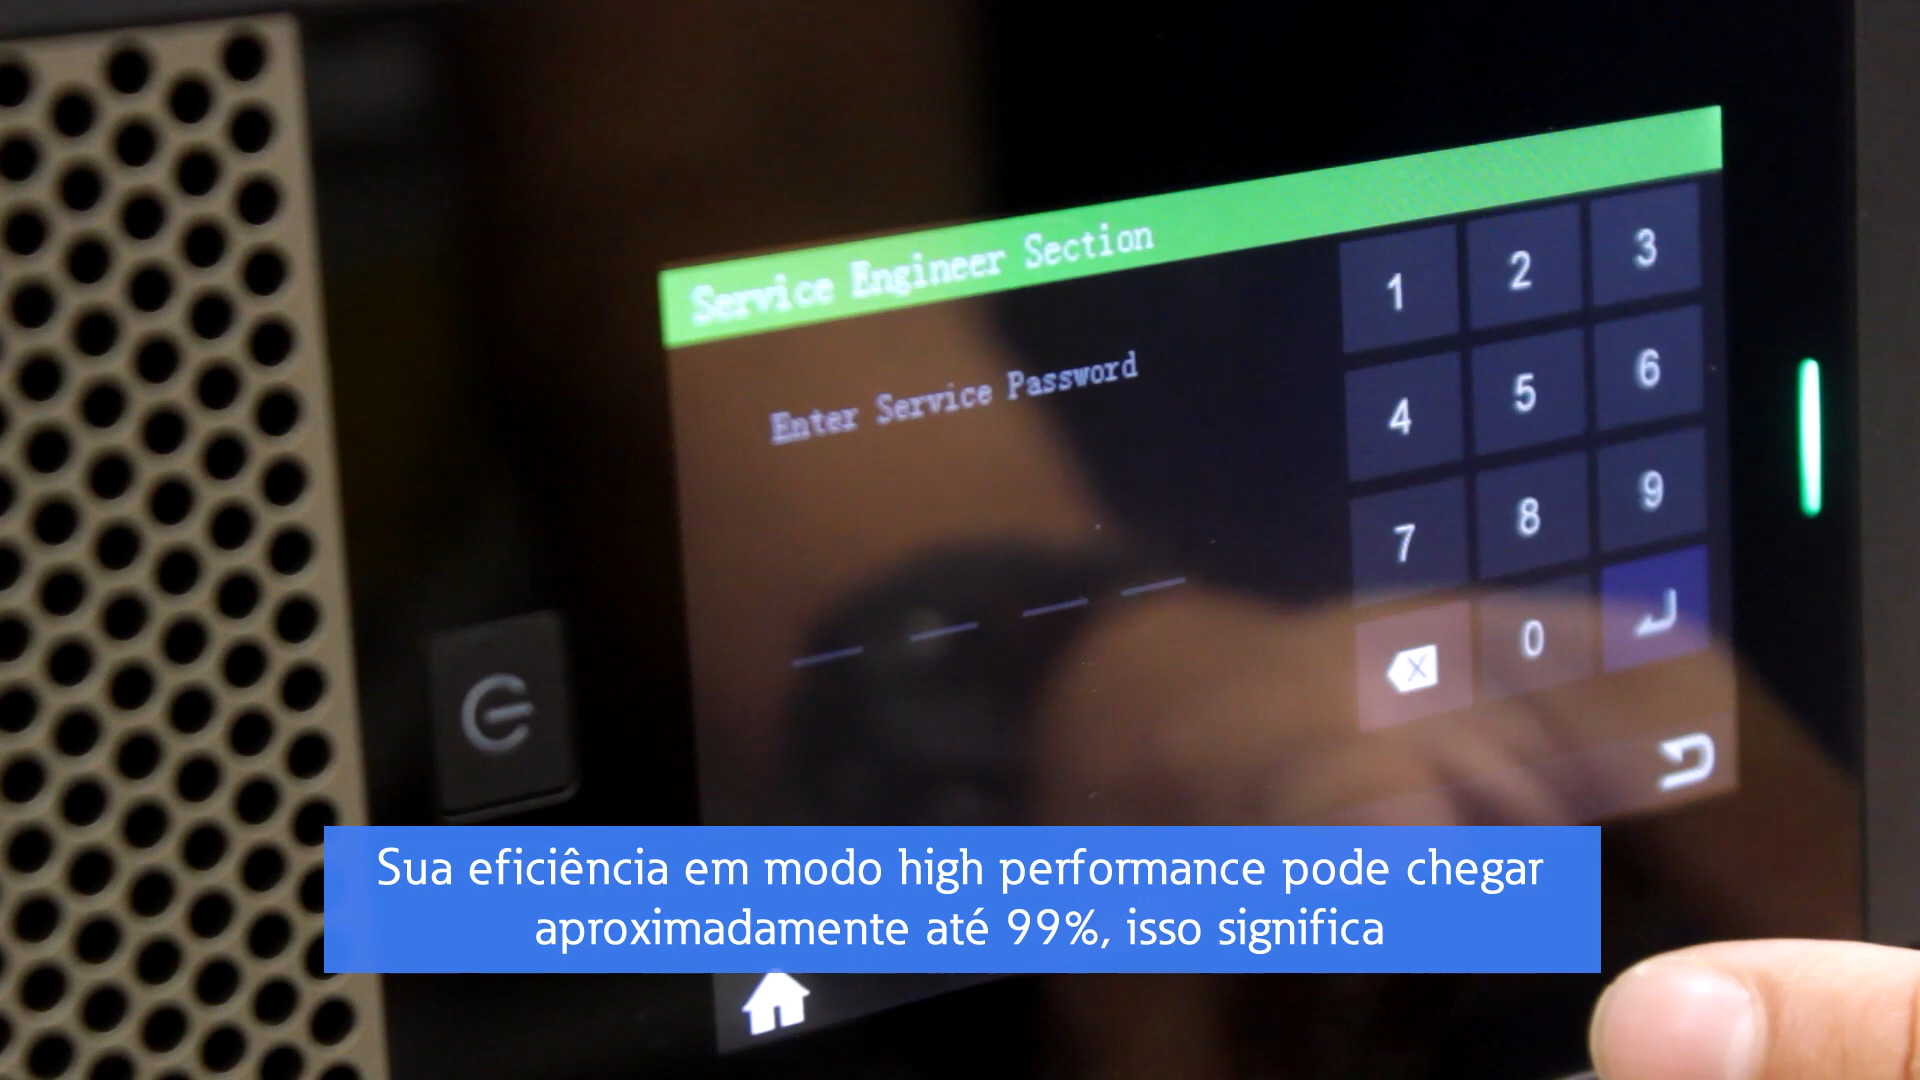 Service Engineer Section
Enter Service Password
1 2 3
4 5 6
7 8 9
0
Sua eficiência em modo high performance pode chegar
aproximadamente até 99%, isso significa